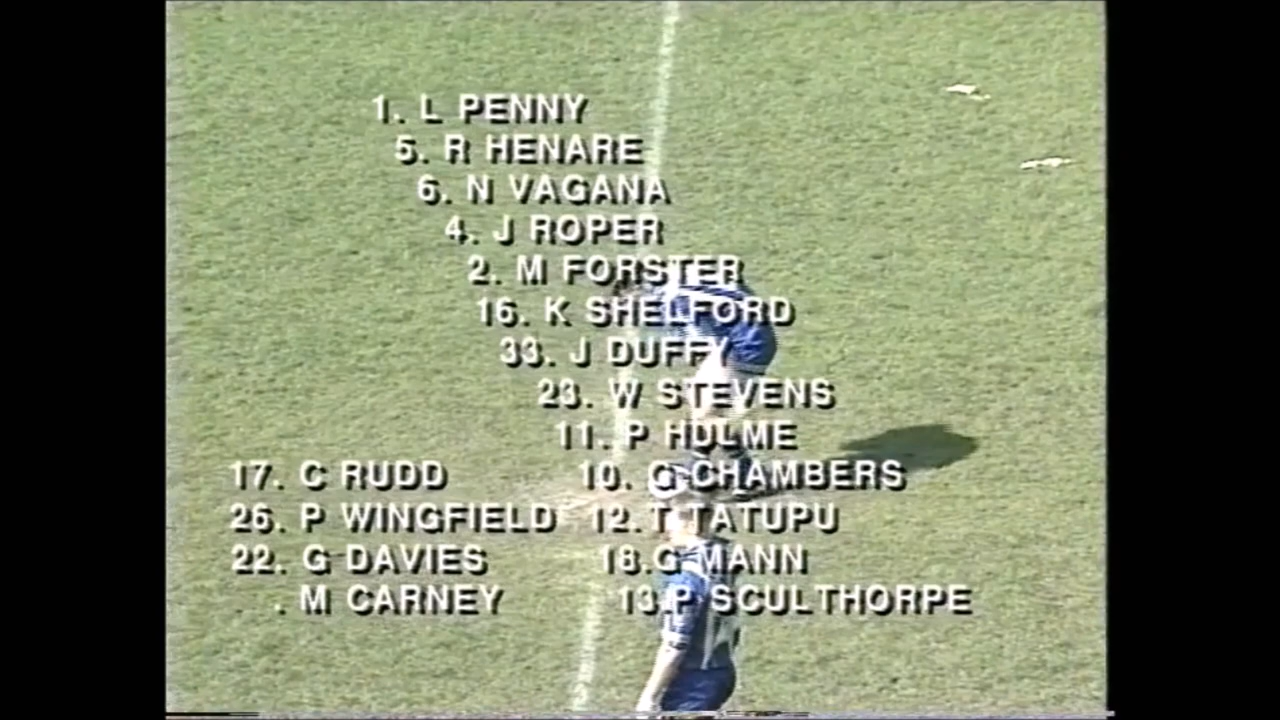 1. L PENNY
5. R HENARE
6. N VAGANA
4. J ROPER
2. M FORSTER
16. K SHELFORD
33. J DUFFY
23. W STEVENS
11. P HULME
17. C RUDD 10. G CHAMBERS
26. P WINGFIELD 12. T TATUPU
22. G DAVIES 18. G MANN
. M CARNEY 13. P SCULTHORPE